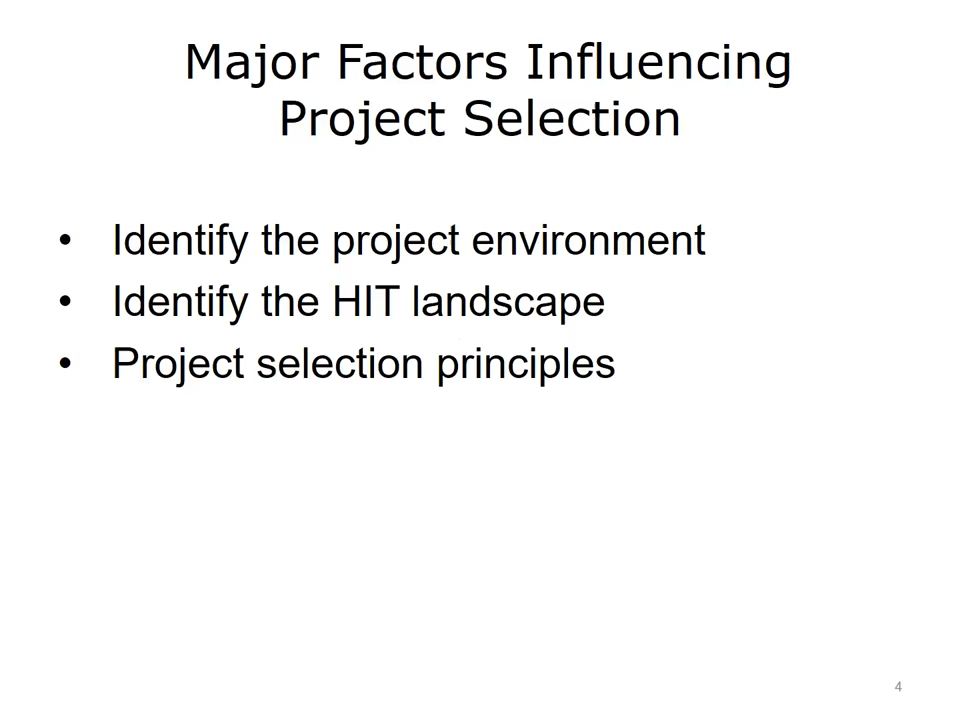 Major Factors Influencing
Project Selection
• Identify the project environment
• Identify the HIT landscape
• Project selection principles
4